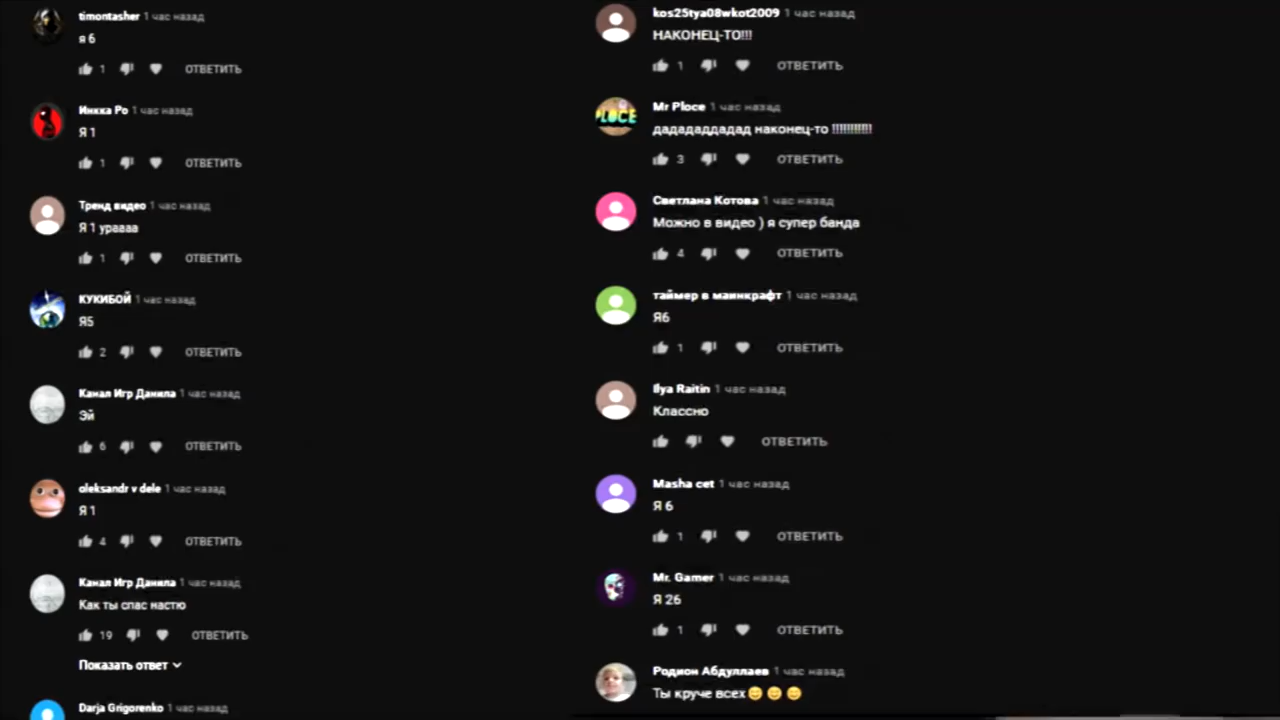 timontasher 1 час назад
я 6
1 ОТВЕТИТЬ
Инкка Ро 1 час назад
Я 1
1 ОТВЕТИТЬ
Тренд видео 1 час назад
Я 1 ураааа
1 ОТВЕТИТЬ
КУКИБОЙ 1 час назад
Я5
2 ОТВЕТИТЬ
Канал Игр Данила 1 час назад
Эй
6 ОТВЕТИТЬ
oleksandr v dele 1 час назад
Я 1
4 ОТВЕТИТЬ
Канал Игр Данила 1 час назад
Как ты спас настю
19 ОТВЕТИТЬ
Показать ответ
Darja Grigorenko 1 час назад
kos25tya08wkot2009 1 час назад
НАКОНЕЦ-ТО!!!
1 ОТВЕТИТЬ
PLOCE
Mr Ploce 1 час назад
дадададдадад наконец-то !!!!!!!!!!!
3 ОТВЕТИТЬ
Светлана Котова 1 час назад
Можно в видео ) я супер банда
4 ОТВЕТИТЬ
таймер в маинкрафт 1 час назад
Я6
1 ОТВЕТИТЬ
Ilya Raitin 1 час назад
Классно
ОТВЕТИТЬ
Masha cet 1 час назад
Я 6
1 ОТВЕТИТЬ
Mr. Gamer 1 час назад
Я 26
1 ОТВЕТИТЬ
Родион Абдуллаев 1 час назад
Ты круче всех😄😄😄